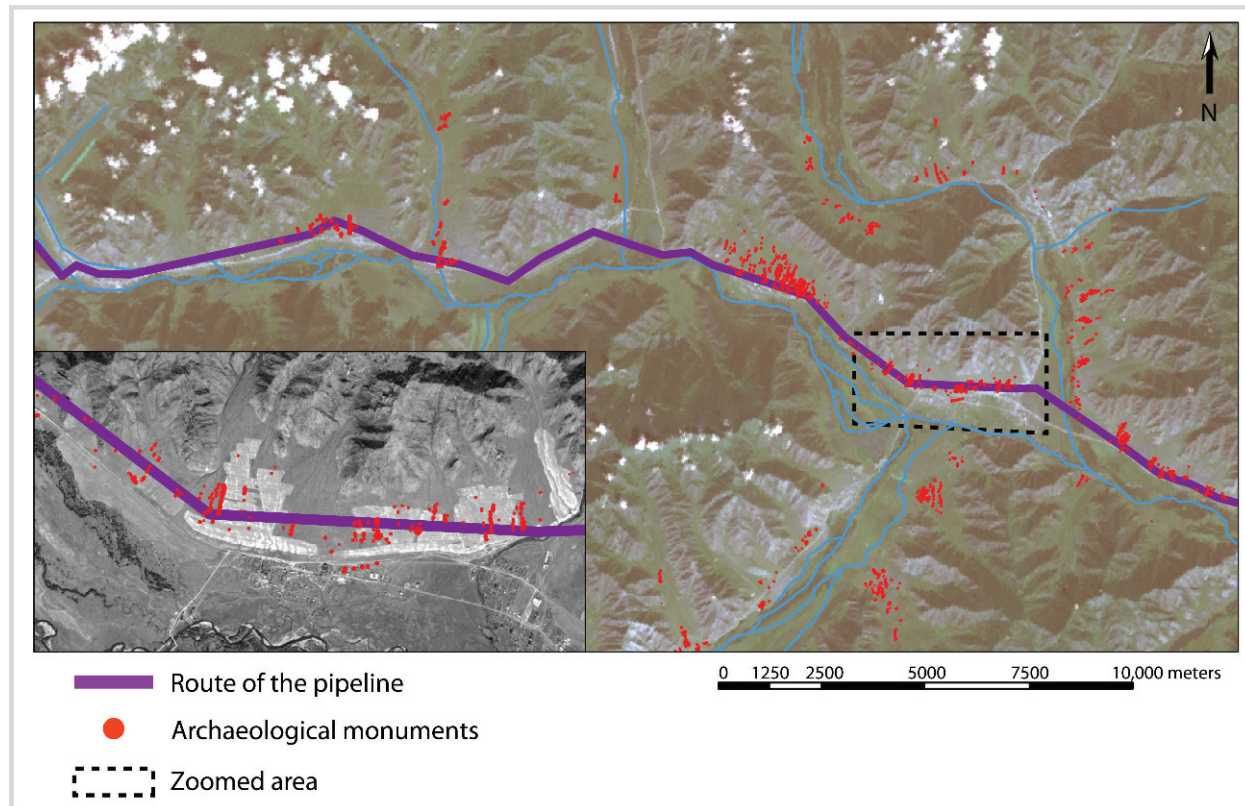 N
0 1250 2500 5000 7500 10,000 meters
Route of the pipeline
Archaeological monuments
Zoomed area